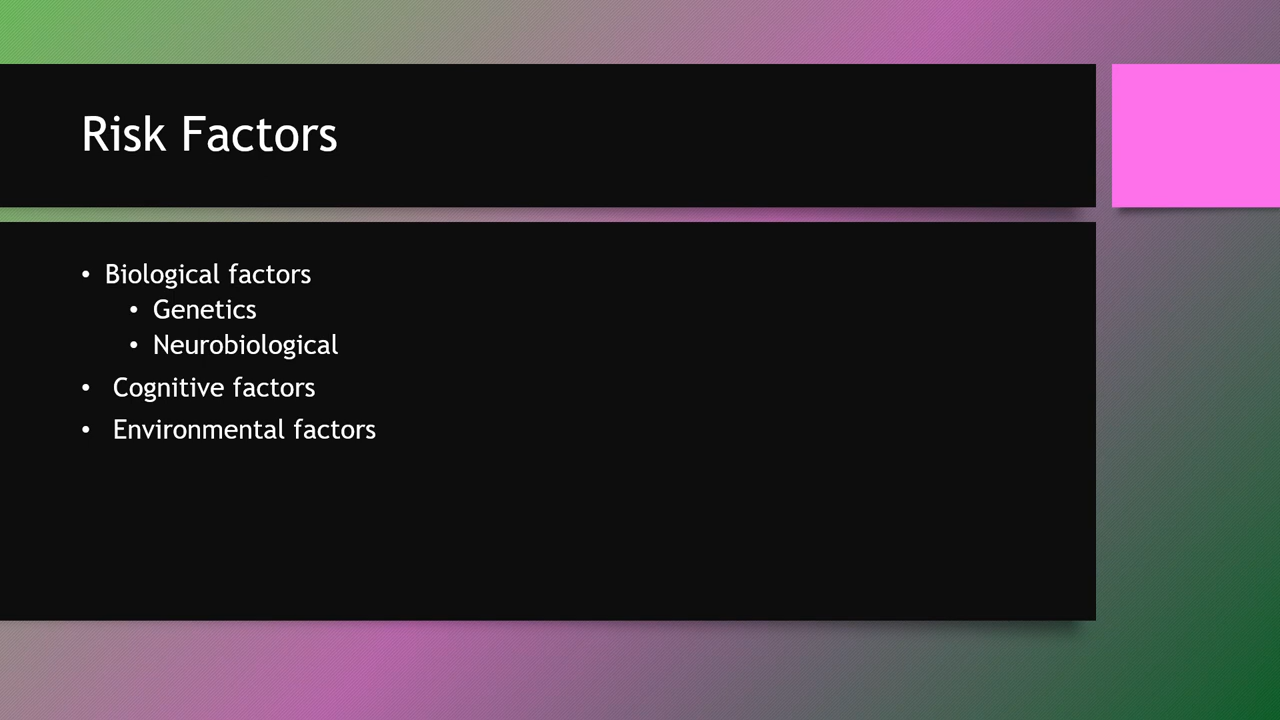 Risk Factors
• Biological factors
• Genetics
• Neurobiological
• Cognitive factors
• Environmental factors